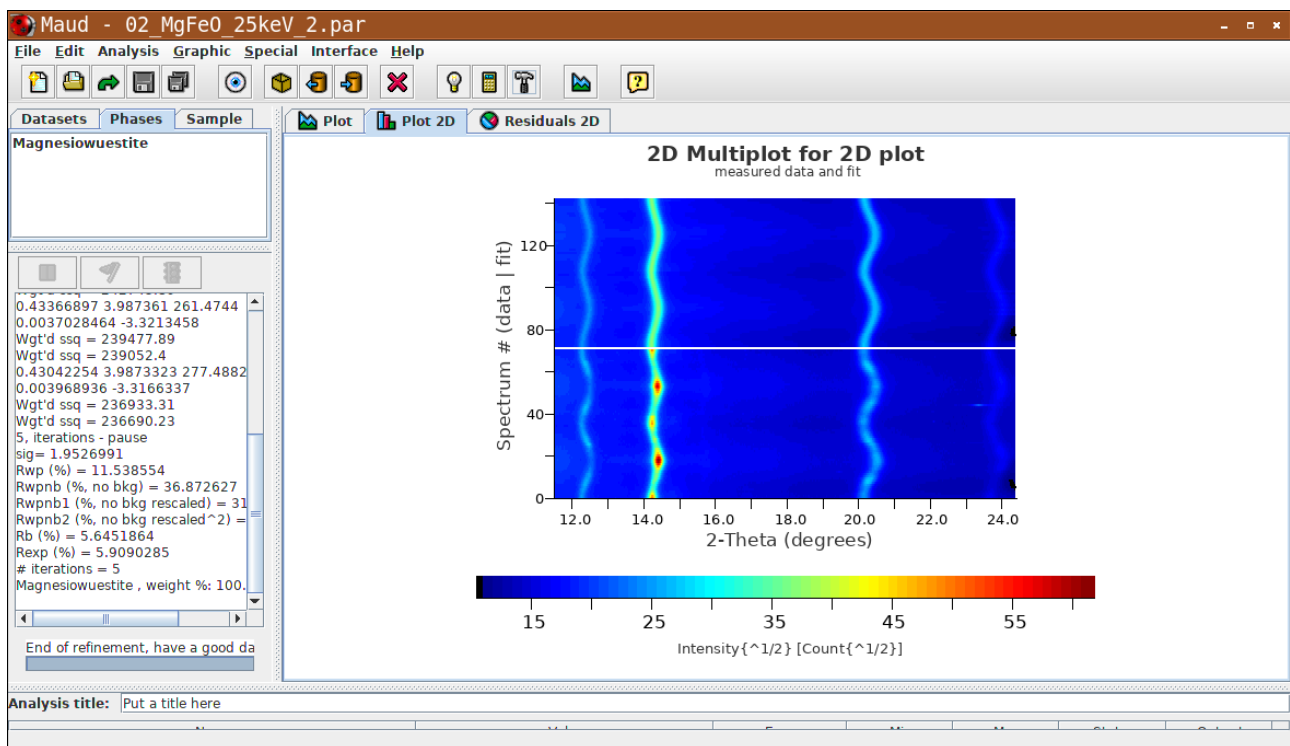 Maud - 02_MgFeO_25keV_2.par
File Edit Analysis Graphic Special Interface Help
Datasets Phases Sample
Plot Plot 2D Residuals 2D
Magnesiowuestite
2D Multiplot for 2D plot
measured data and fit
Spectrum # (data | fit)
120
80
40
0
12.0 14.0 16.0 18.0 20.0 22.0 24.0
2-Theta (degrees)
15 25 35 45 55
Intensity{^1/2} [Count{^1/2}]
0.43366897 3.987361 261.4744
0.0037028464 -3.3213458
Wgt'd ssq = 239477.89
Wgt'd ssq = 239052.4
0.43042254 3.9873323 277.4882
0.003968936 -3.3166337
Wgt'd ssq = 236933.31
Wgt'd ssq = 236690.23
5, iterations - pause
sig= 1.9526991
Rwp (%) = 11.538554
Rwpnb (%, no bkg) = 36.872627
Rwpnb1 (%, no bkg rescaled) = 31
Rwpnb2 (%, no bkg rescaled^2) =
Rb (%) = 5.6451864
Rexp (%) = 5.9090285
# iterations = 5
Magnesiowuestite , weight %: 100.
End of refinement, have a good da
Analysis title: Put a title here